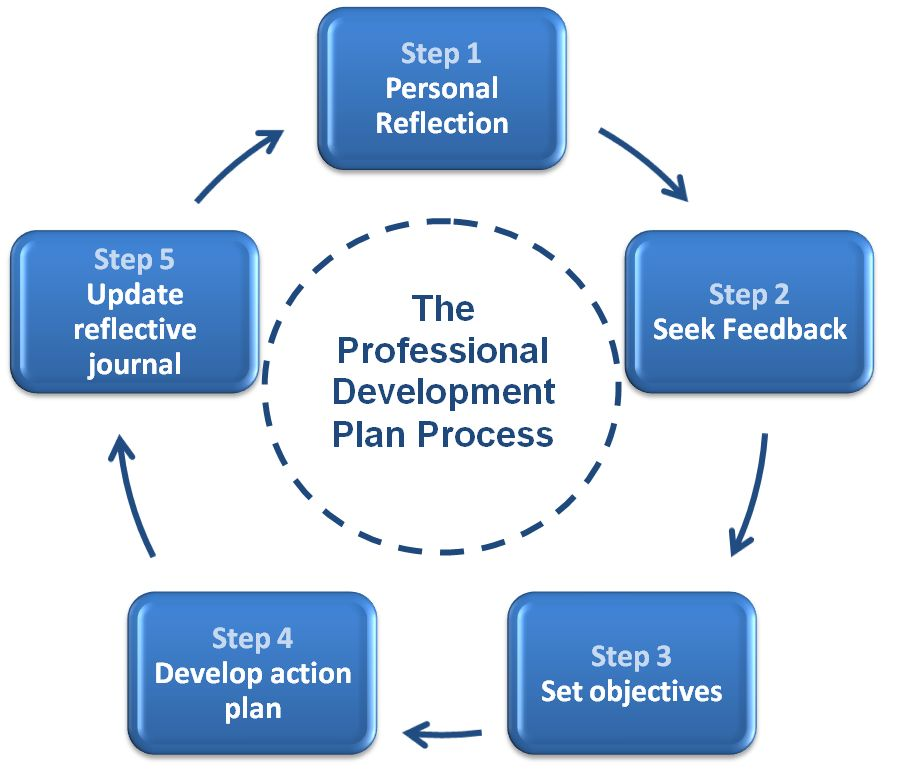 Step 1
Personal
Reflection
Step 2
Seek Feedback
Step 3
Set objectives
Step 4
Develop action
plan
Step 5
Update
reflective
journal
The
Professional
Development
Plan Process